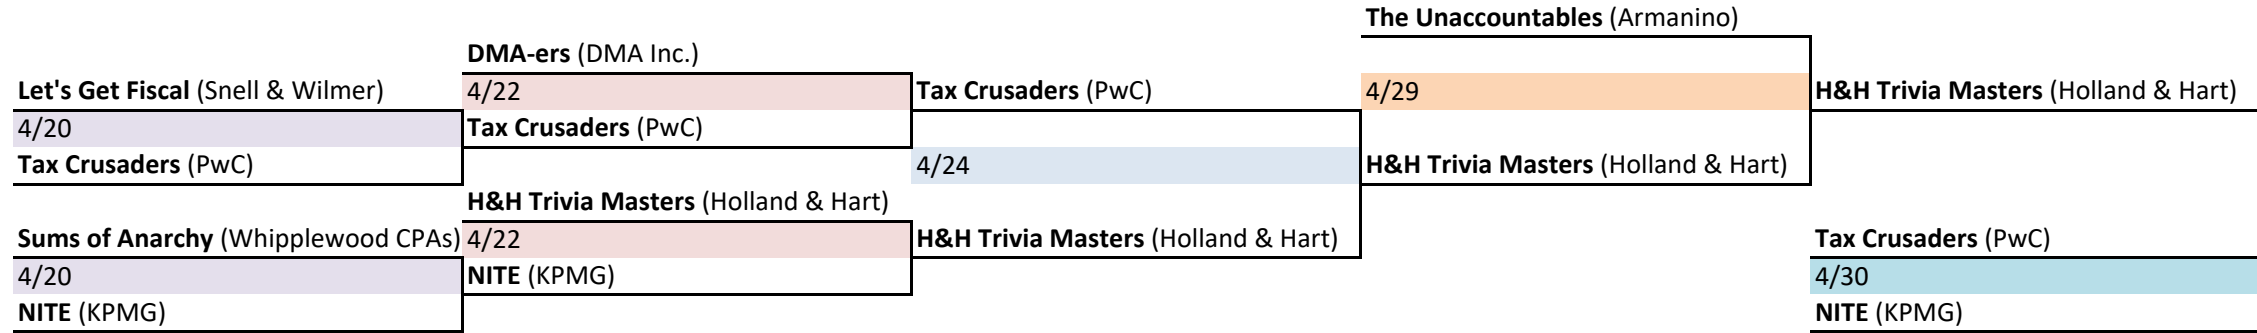 The Unaccountables (Armanino)
DMA-ers (DMA Inc.)
Let's Get Fiscal (Snell & Wilmer)
4/22
Tax Crusaders (PwC)
4/29
H&H Trivia Masters (Holland & Hart)
4/20
Tax Crusaders (PwC)
Tax Crusaders (PwC)
4/24
H&H Trivia Masters (Holland & Hart)
H&H Trivia Masters (Holland & Hart)
Sums of Anarchy (Whipplewood CPAs)
4/22
H&H Trivia Masters (Holland & Hart)
Tax Crusaders (PwC)
4/20
NITE (KPMG)
4/30
NITE (KPMG)
NITE (KPMG)